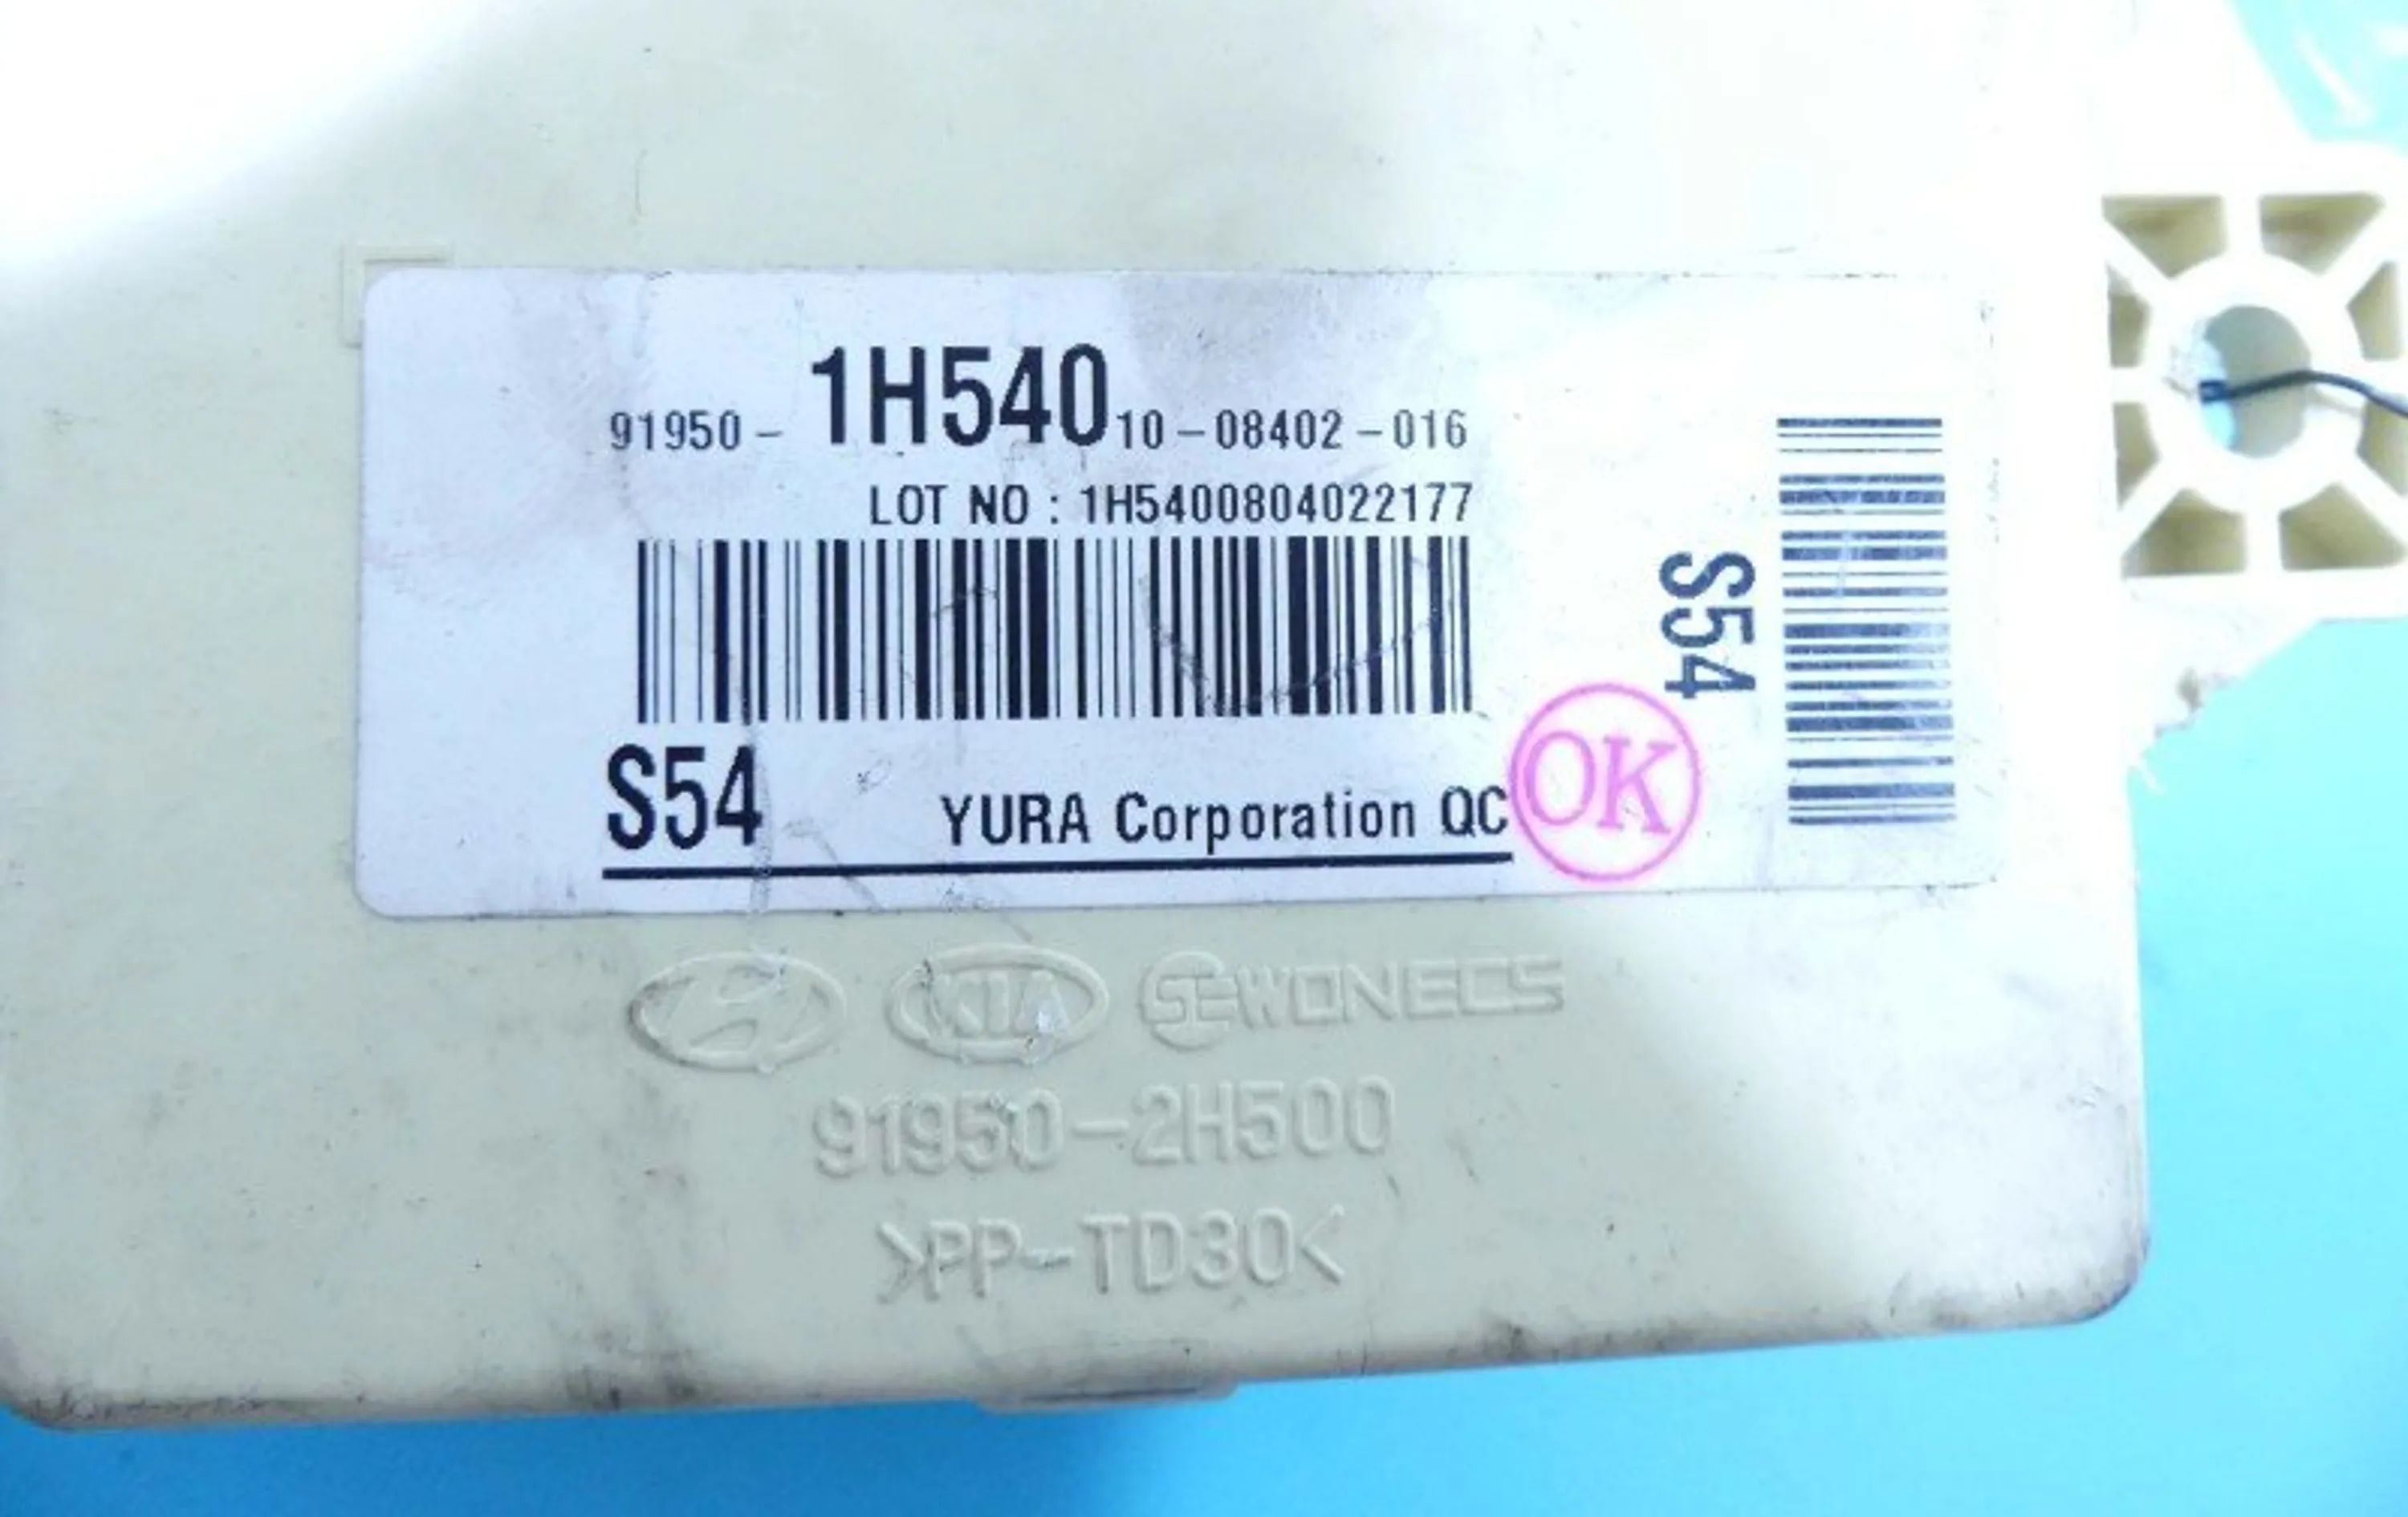 91950- 1H540 10-08402-016
LOT NO : 1H5400804022177
S54
S54 YURA Corporation QC OK
KIA SEWONECS
91950-2H500
>PP-TD30<